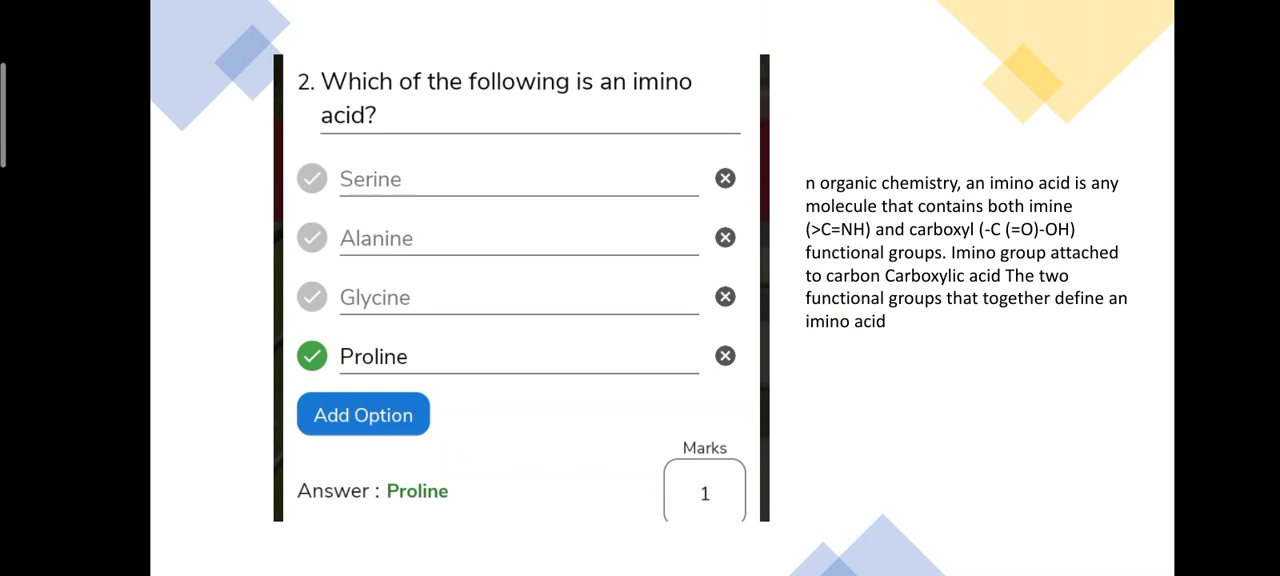 2. Which of the following is an imino
acid?
Serine
Alanine
Glycine
Proline
Add Option
Marks
1
Answer : Proline
n organic chemistry, an imino acid is any
molecule that contains both imine
(>C=NH) and carboxyl (-C (=O)-OH)
functional groups. Imino group attached
to carbon Carboxylic acid The two
functional groups that together define an
imino acid